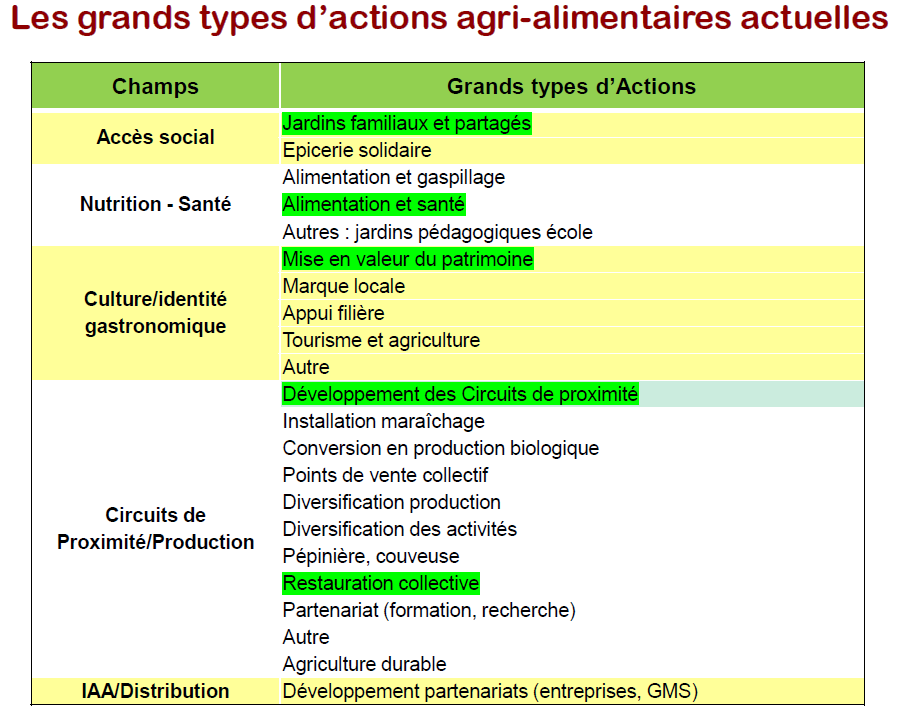 Les grands types d'actions agri-alimentaires actuelles
Champs
Grands types d'Actions
Accès social
Jardins familiaux et partagés
Epicerie solidaire
Nutrition - Santé
Alimentation et gaspillage
Alimentation et santé
Autres : jardins pédagogiques école
Culture/identité
gastronomique
Mise en valeur du patrimoine
Marque locale
Appui filière
Tourisme et agriculture
Autre
Circuits de
Proximité/Production
Développement des Circuits de proximité
Installation maraîchage
Conversion en production biologique
Points de vente collectif
Diversification production
Diversification des activités
Pépinière, couveuse
Restauration collective
Partenariat (formation, recherche)
Autre
Agriculture durable
IAA/Distribution
Développement partenariats (entreprises, GMS)